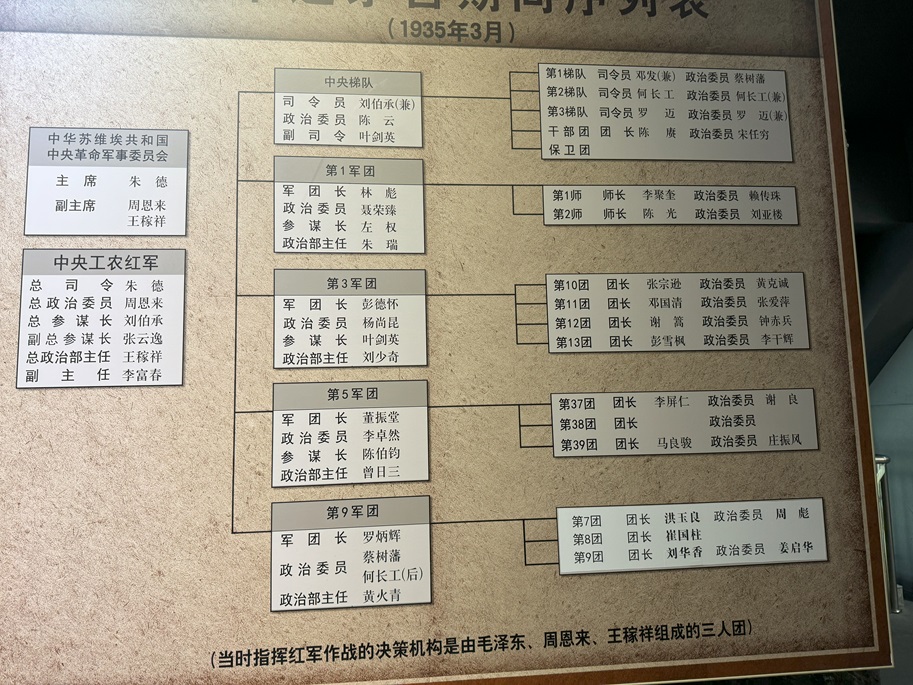 (1935年3月)
中华苏维埃共和国
中央革命军事委员会
主席 朱德
副主席 周恩来
王稼祥
中央工农红军
总司令 朱德
总政治委员 周恩来
总参谋长 刘伯承
副总参谋长 张云逸
总政治部主任 王稼祥
副主任 李富春
中央梯队
司令员 刘伯承(兼)
政治委员 陈云
副司令 叶剑英
第1梯队 司令员 邓发(兼) 政治委员 蔡树藩
第2梯队 司令员 何长工 政治委员 何长工(兼)
第3梯队 司令员 罗迈 政治委员 罗迈(兼)
干部团 团长 陈赓 政治委员 宋任穷
保卫团
第1军团
军团长 林彪
政治委员 聂荣臻
参谋长 左权
政治部主任 朱瑞
第1师 师长 李聚奎 政治委员 赖传珠
第2师 师长 陈光 政治委员 刘亚楼
第3军团
军团长 彭德怀
政治委员 杨尚昆
参谋长 叶剑英
政治部主任 刘少奇
第10团 团长 张宗逊 政治委员 黄克诚
第11团 团长 邓国清 政治委员 张爱萍
第12团 团长 谢嵩 政治委员 钟赤兵
第13团 团长 彭雪枫 政治委员 李干辉
第5军团
军团长 董振堂
政治委员 李卓然
参谋长 陈伯钧
政治部主任 曾日三
第37团 团长 李屏仁 政治委员 谢良
第38团 团长 政治委员
第39团 团长 马良骏 政治委员 庄振风
第9军团
军团长 罗炳辉
政治委员 蔡树藩
何长工(后)
政治部主任 黄火青
第7团 团长 洪玉良 政治委员 周彪
第8团 团长 崔国柱
第9团 团长 刘华香 政治委员 姜启华
(当时指挥红军作战的决策机构是由毛泽东、周恩来、王稼祥组成的三人团)